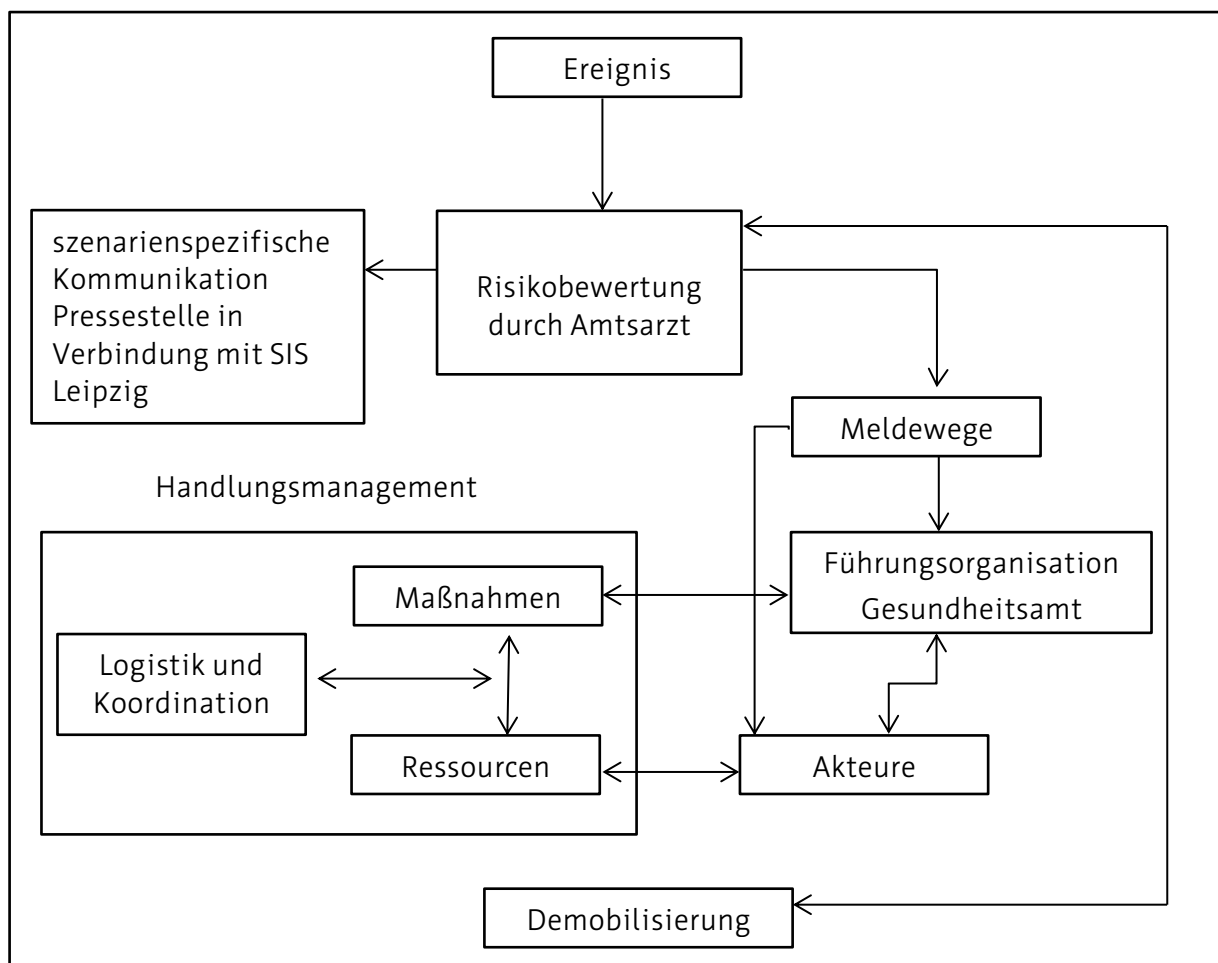 Ereignis
szenarienspezifische
Kommunikation
Pressestelle in
Verbindung mit SIS
Leipzig
Risikobewertung
durch Amtsarzt
Meldewege
Handlungsmanagement
Führungsorganisation
Gesundheitsamt
Maßnahmen
Logistik und
Koordination
Ressourcen
Akteure
Demobilisierung